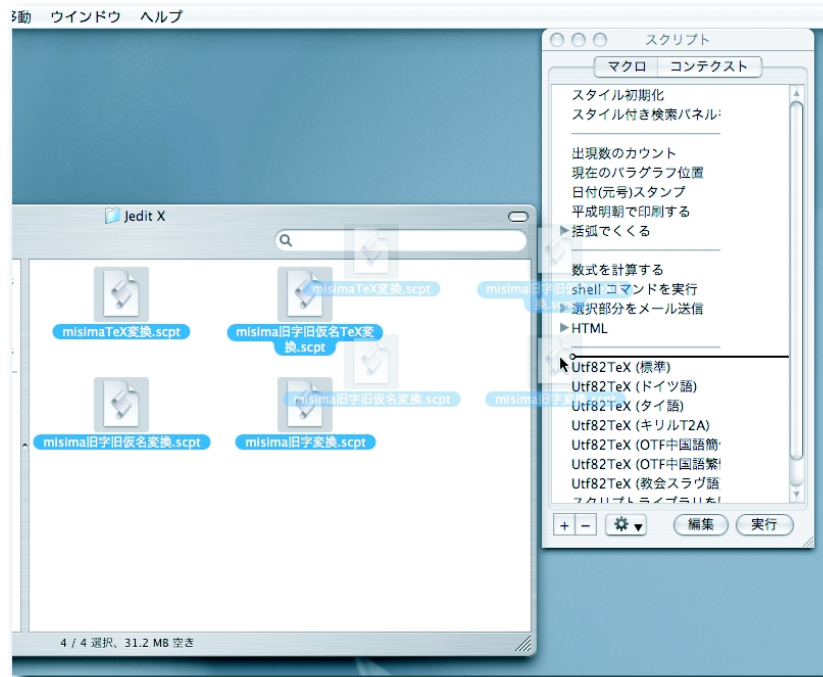 移動 ウインドウ ヘルプ
スクリプト
マクロ コンテクスト
スタイル初期化
スタイル付き検索パネルを
出現数のカウント
現在のパラグラフ位置
日付(元号)スタンプ
平成明朝で印刷する
括弧でくくる
数式を計算する
shell コマンドを実行
選択部分をメール送信
HTML
Utf82TeX (標準)
Utf82TeX (ドイツ語)
Utf82TeX (タイ語)
Utf82TeX (キリルT2A)
Utf82TeX (OTF中国語簡
Utf82TeX (OTF中国語繁
Utf82TeX (教会スラヴ語
スクリプトライブラリを
+ − 編集 実行
Jedit X
misimaTeX変換.scpt
misima旧字旧仮名TeX変
換.scpt
misima旧字旧仮名変換.scpt
misima旧字変換.scpt
misimaTeX変換.scpt
misima旧字旧仮名変換.scpt
4 / 4 選択、31.2 MB 空き